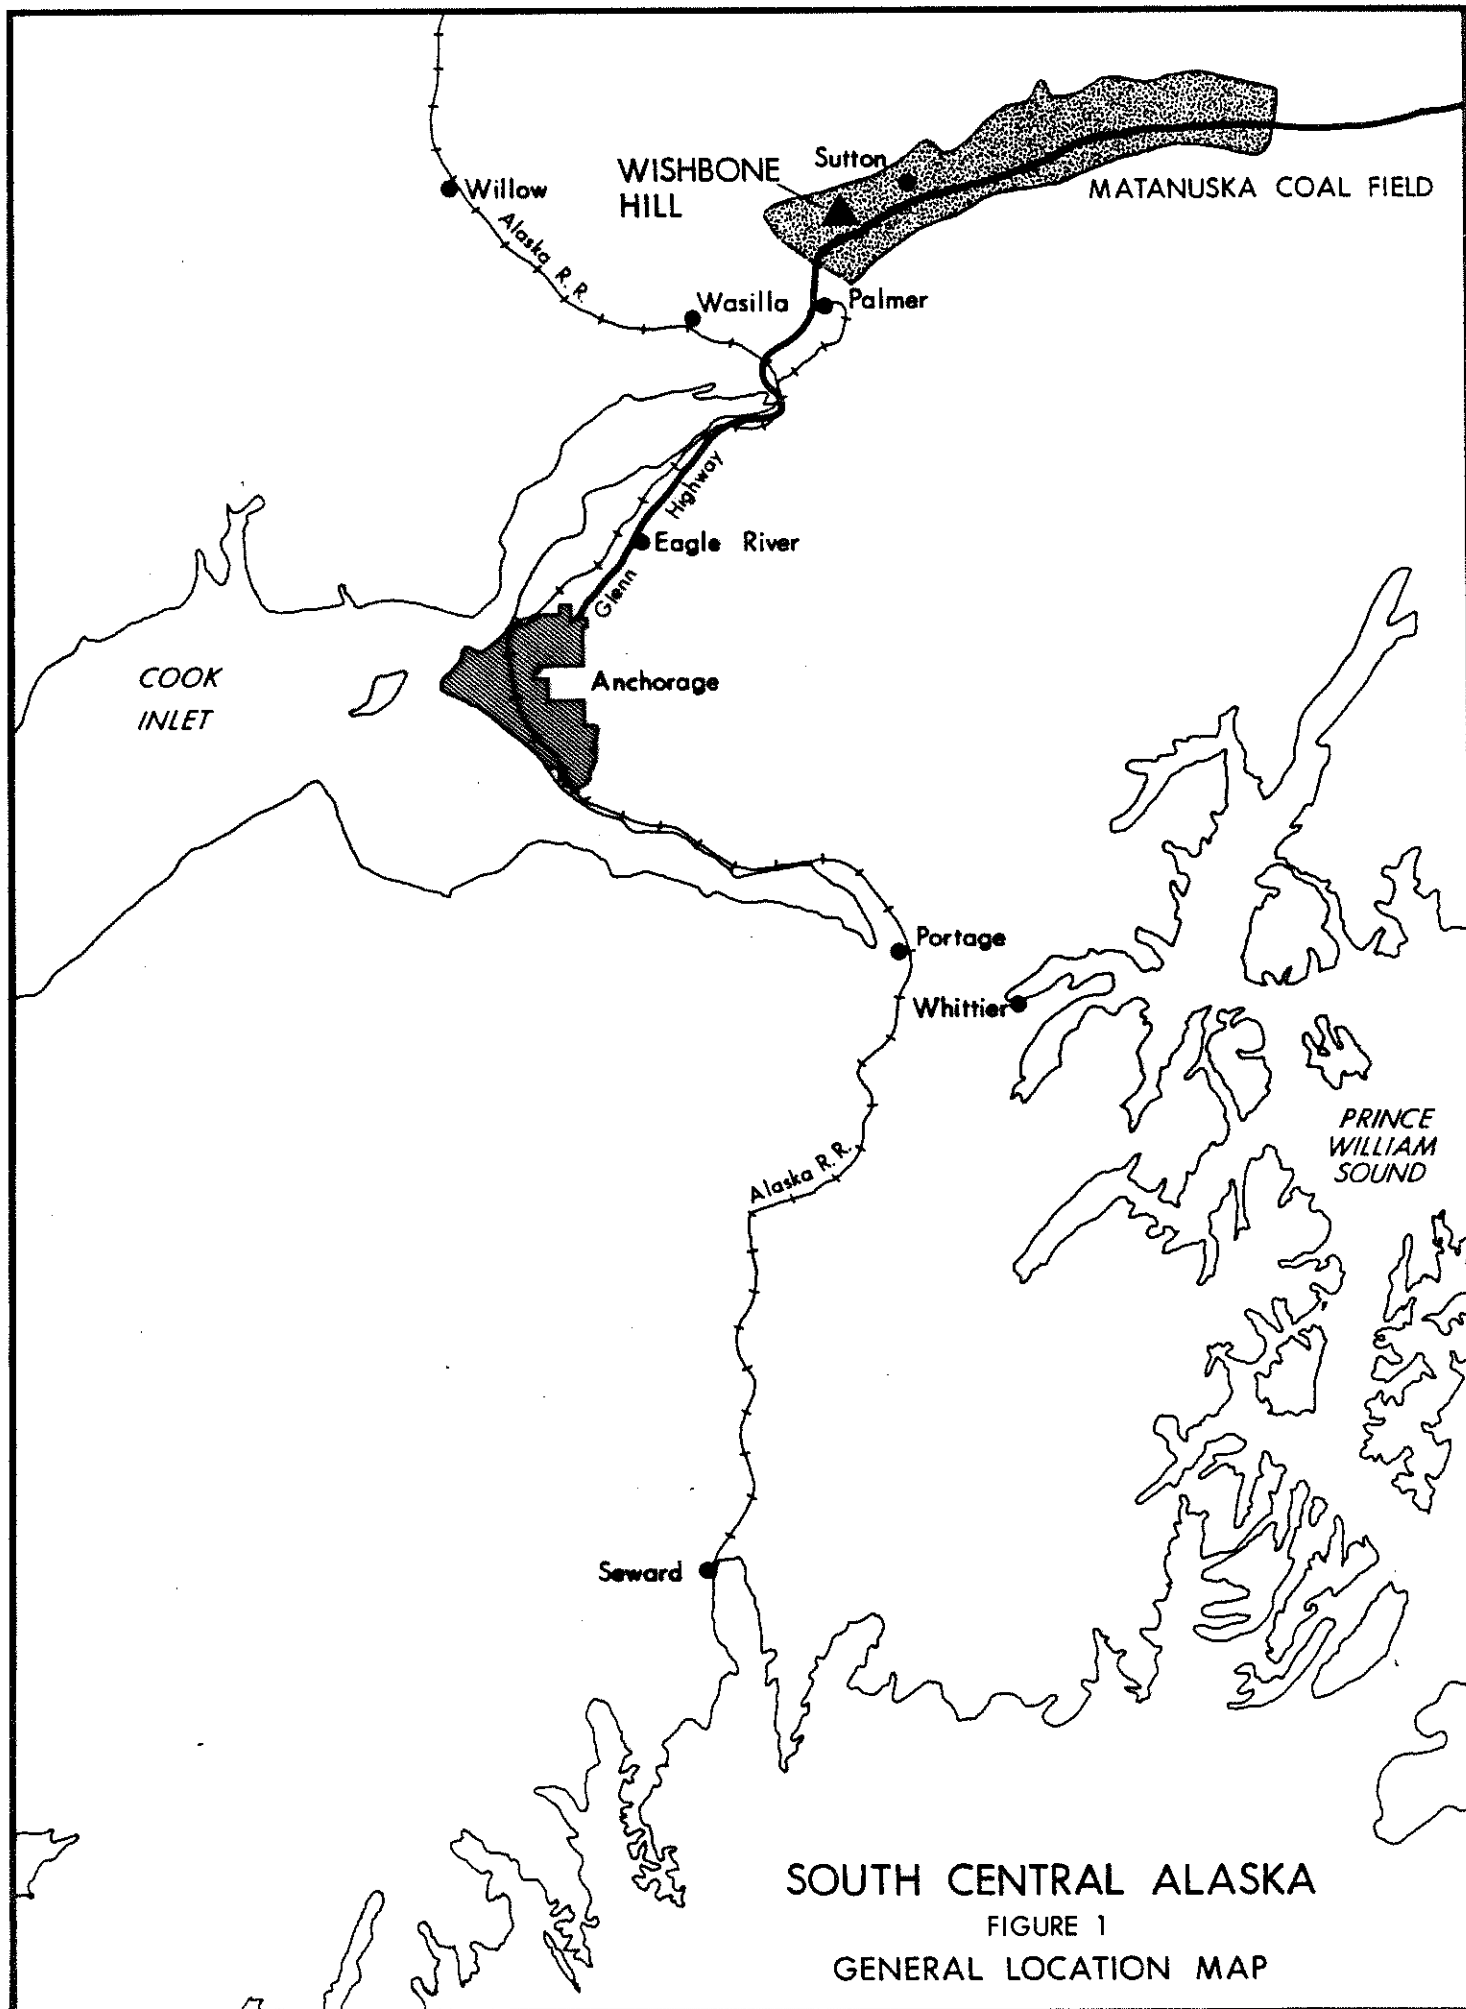 WISHBONE
HILL
Sutton
MATANUSKA COAL FIELD
Willow
Alaska R.R.
Wasilla
Palmer
Highway
Eagle River
Glenn
COOK
INLET
Anchorage
Portage
Whittier
PRINCE
WILLIAM
SOUND
Alaska R.R.
Seward
SOUTH CENTRAL ALASKA
FIGURE 1
GENERAL LOCATION MAP